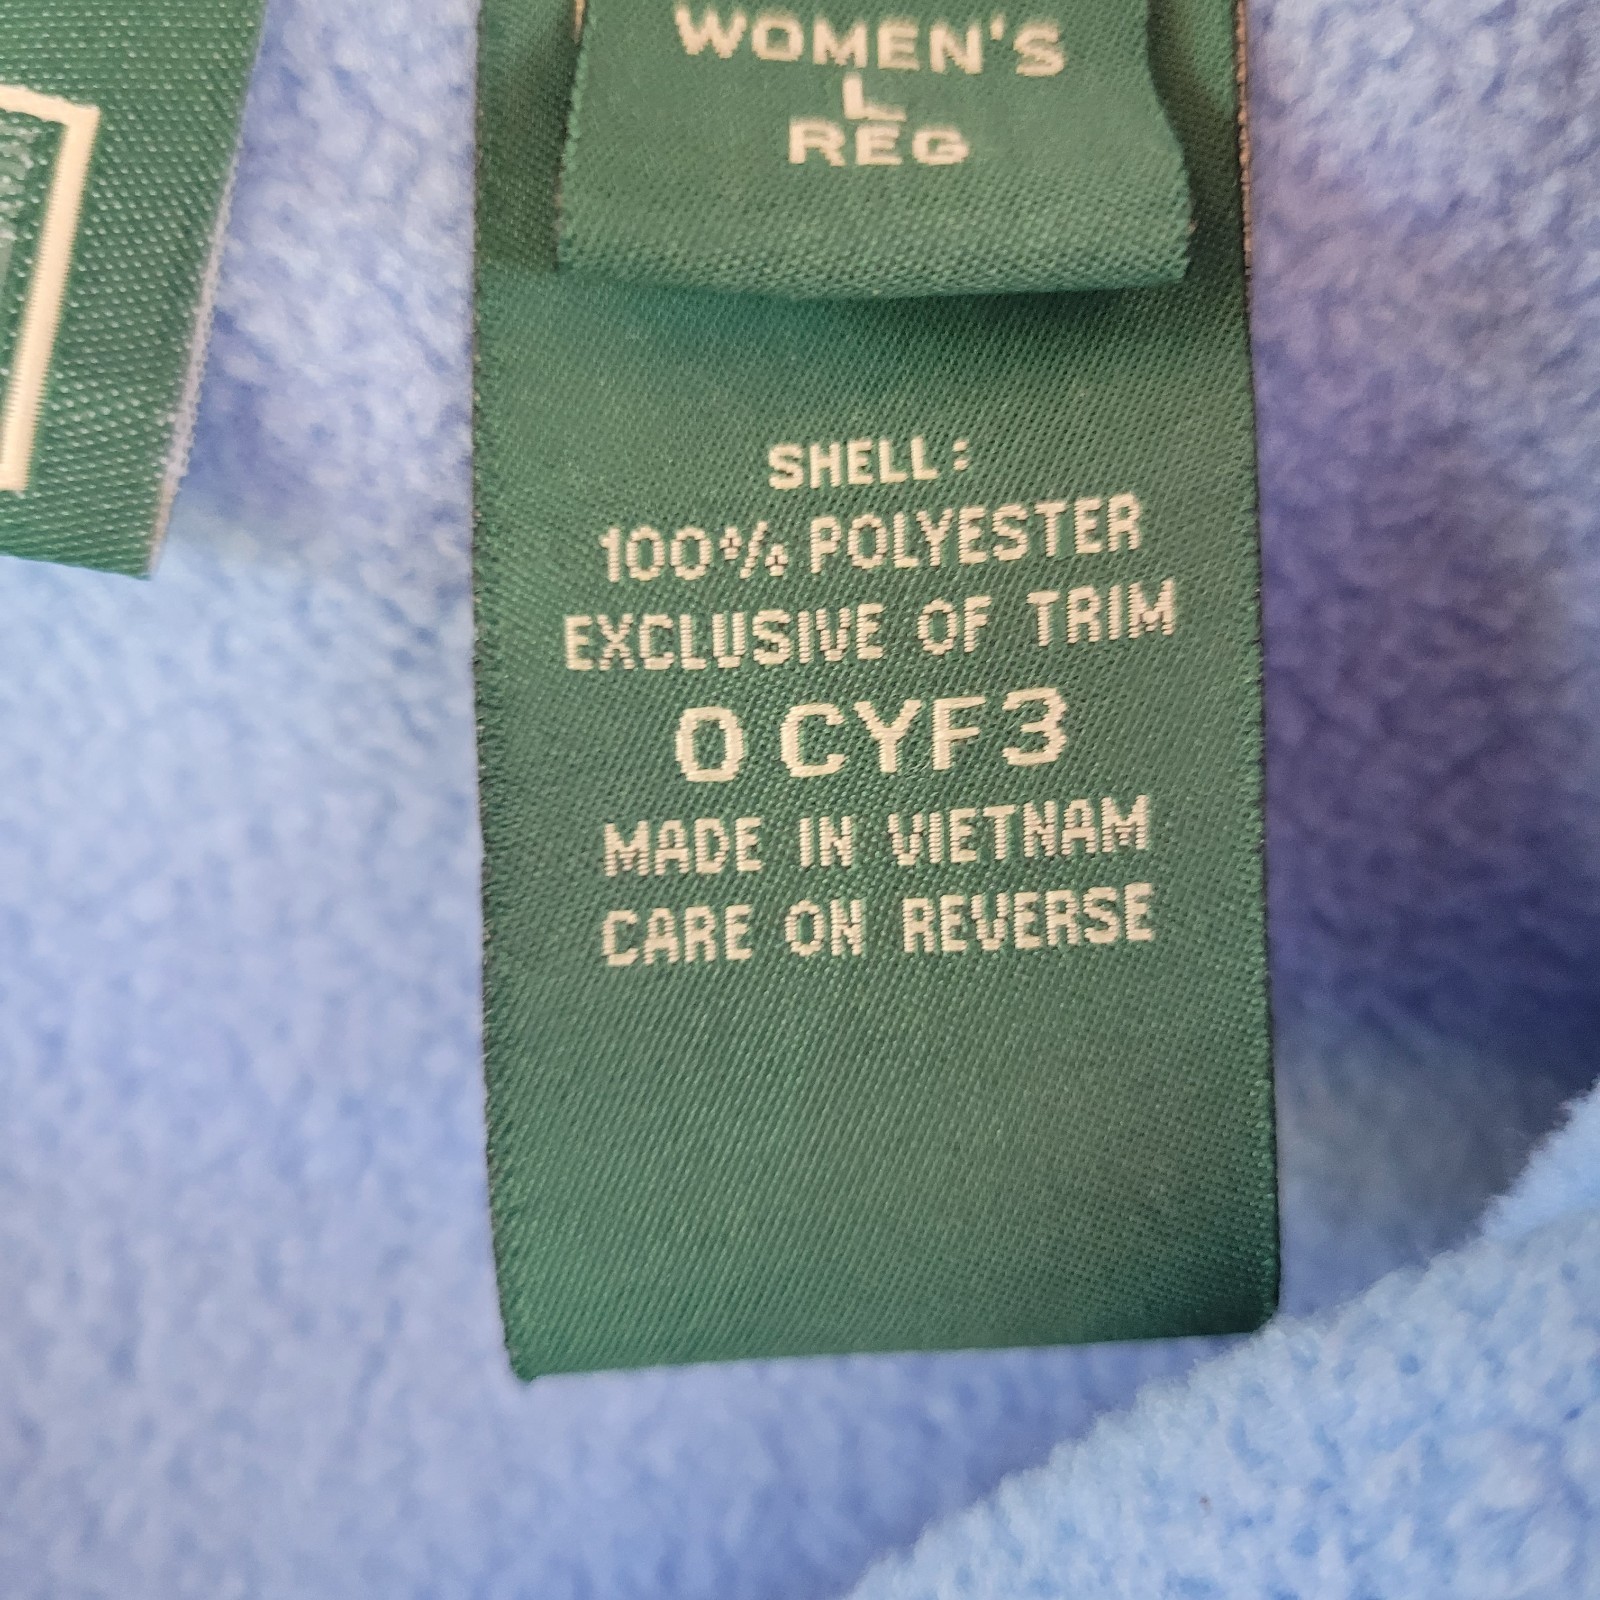 WOMEN'S
L
REG
SHELL:
100% POLYESTER
EXCLUSIVE OF TRIM
0 CYF3
MADE IN VIETNAM
CARE ON REVERSE